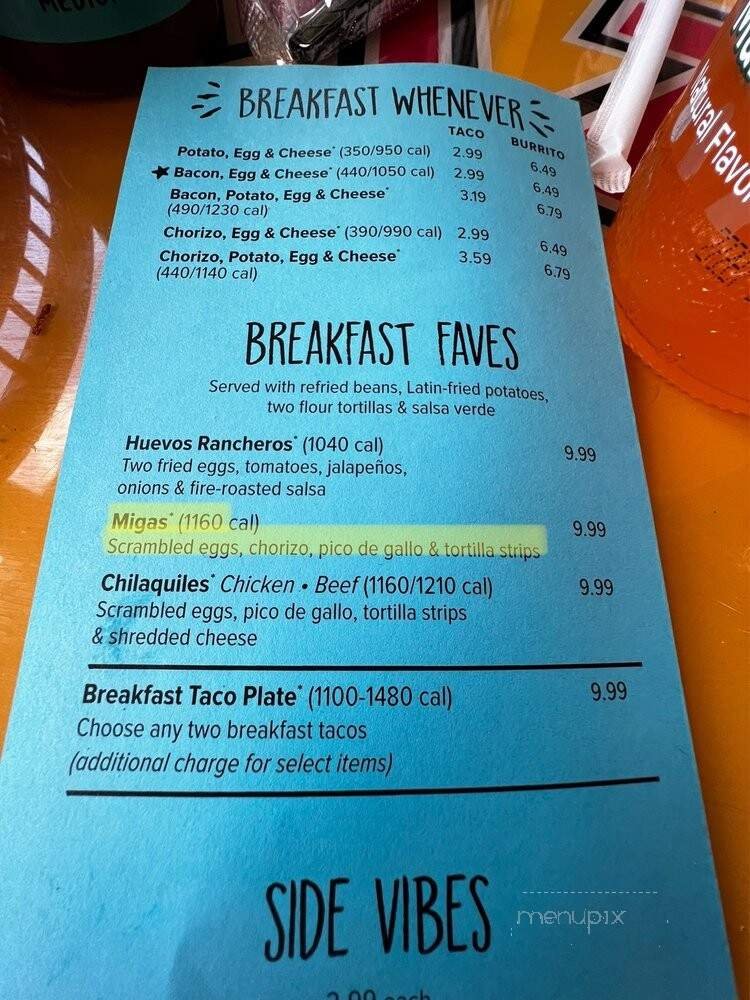 BREAKFAST WHENEVER
TACO BURRITO
Potato, Egg & Cheese* (350/950 cal) 2.99 6.49
★ Bacon, Egg & Cheese* (440/1050 cal) 2.99 6.49
Bacon, Potato, Egg & Cheese* 3.19 6.79
(490/1230 cal)
Chorizo, Egg & Cheese* (390/990 cal) 2.99 6.49
Chorizo, Potato, Egg & Cheese* 3.59 6.79
(440/1140 cal)
BREAKFAST FAVES
Served with refried beans, Latin-fried potatoes,
two flour tortillas & salsa verde
Huevos Rancheros* (1040 cal) 9.99
Two fried eggs, tomatoes, jalapeños,
onions & fire-roasted salsa
Migas* (1160 cal) 9.99
Scrambled eggs, chorizo, pico de gallo & tortilla strips
Chilaquiles* Chicken • Beef (1160/1210 cal) 9.99
Scrambled eggs, pico de gallo, tortilla strips
& shredded cheese
Breakfast Taco Plate* (1100-1480 cal) 9.99
Choose any two breakfast tacos
(additional charge for select items)
SIDE VIBES
2.99 each
Natural Flavo
menupix